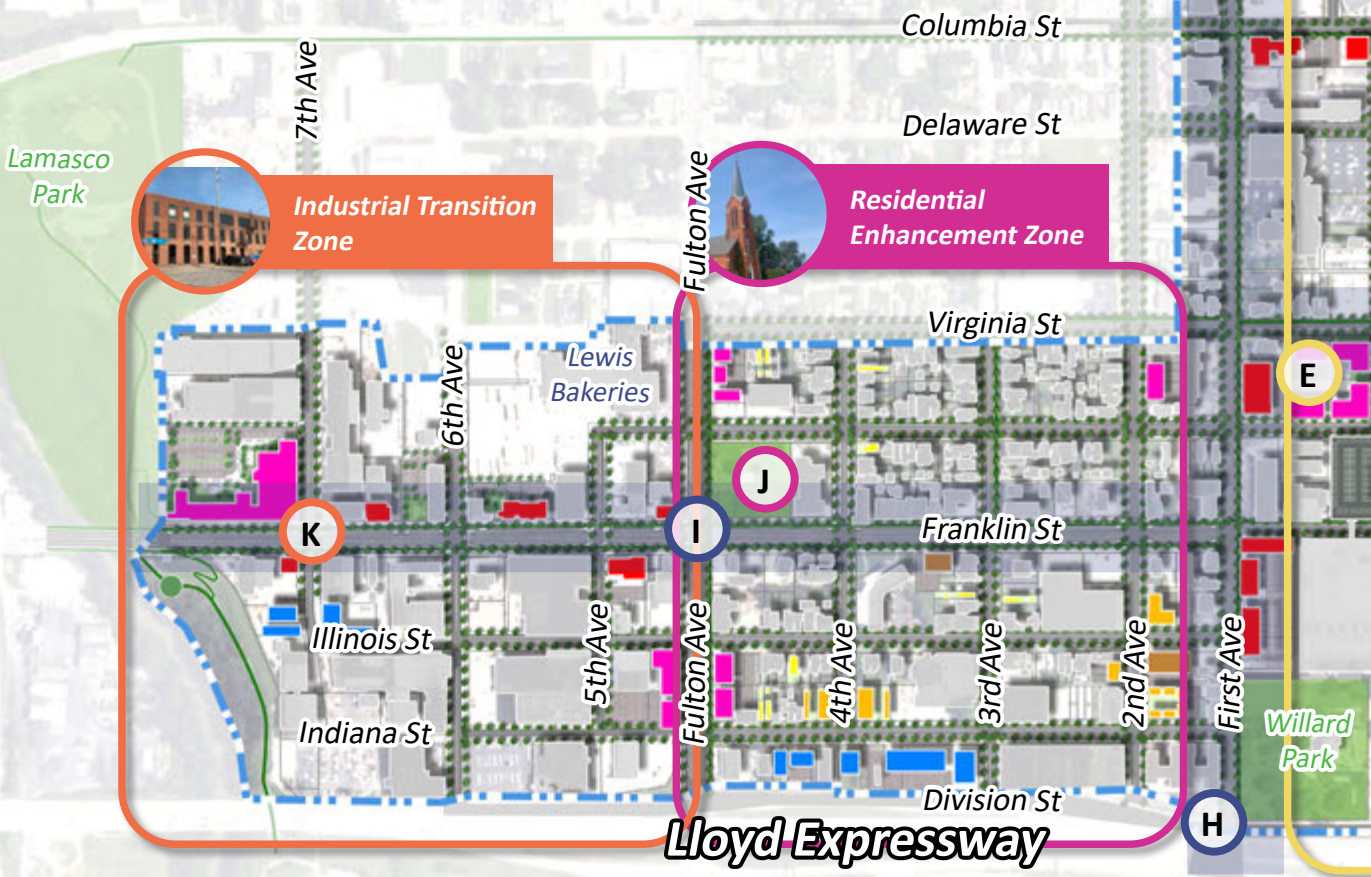 Columbia St
Delaware St
7th Ave
Lamasco
Park
Industrial Transition
Zone
Fulton Ave
Residential
Enhancement Zone
Virginia St
Lewis
Bakeries
6th Ave
E
J
K
I
Franklin St
Illinois St
5th Ave
Fulton Ave
4th Ave
3rd Ave
2nd Ave
First Ave
Indiana St
Willard
Park
Division St
H
Lloyd Expressway